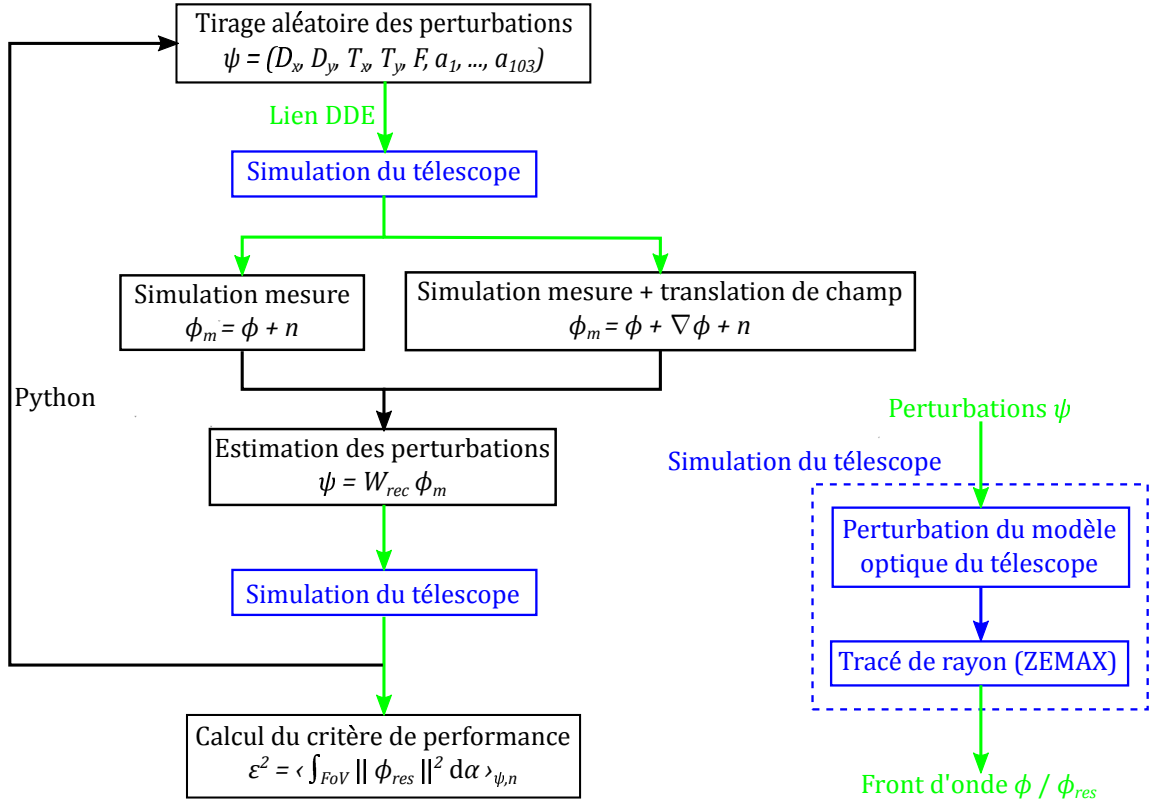 Tirage aléatoire des perturbations
ψ = (Dx, Dy, Tx, Ty, F, a1, ..., a103)
Lien DDE
Simulation du télescope
Simulation mesure
ϕm = ϕ + n
Simulation mesure + translation de champ
ϕm = ϕ + ∇ϕ + n
Python
Estimation des perturbations
ψ = Wrec ϕm
Simulation du télescope
Calcul du critère de performance
ε² = ‹ ∫FoV || ϕres ||² dα ›ψ,n
Perturbations ψ
Simulation du télescope
Perturbation du modèle
optique du télescope
Tracé de rayon (ZEMAX)
Front d'onde ϕ / ϕres